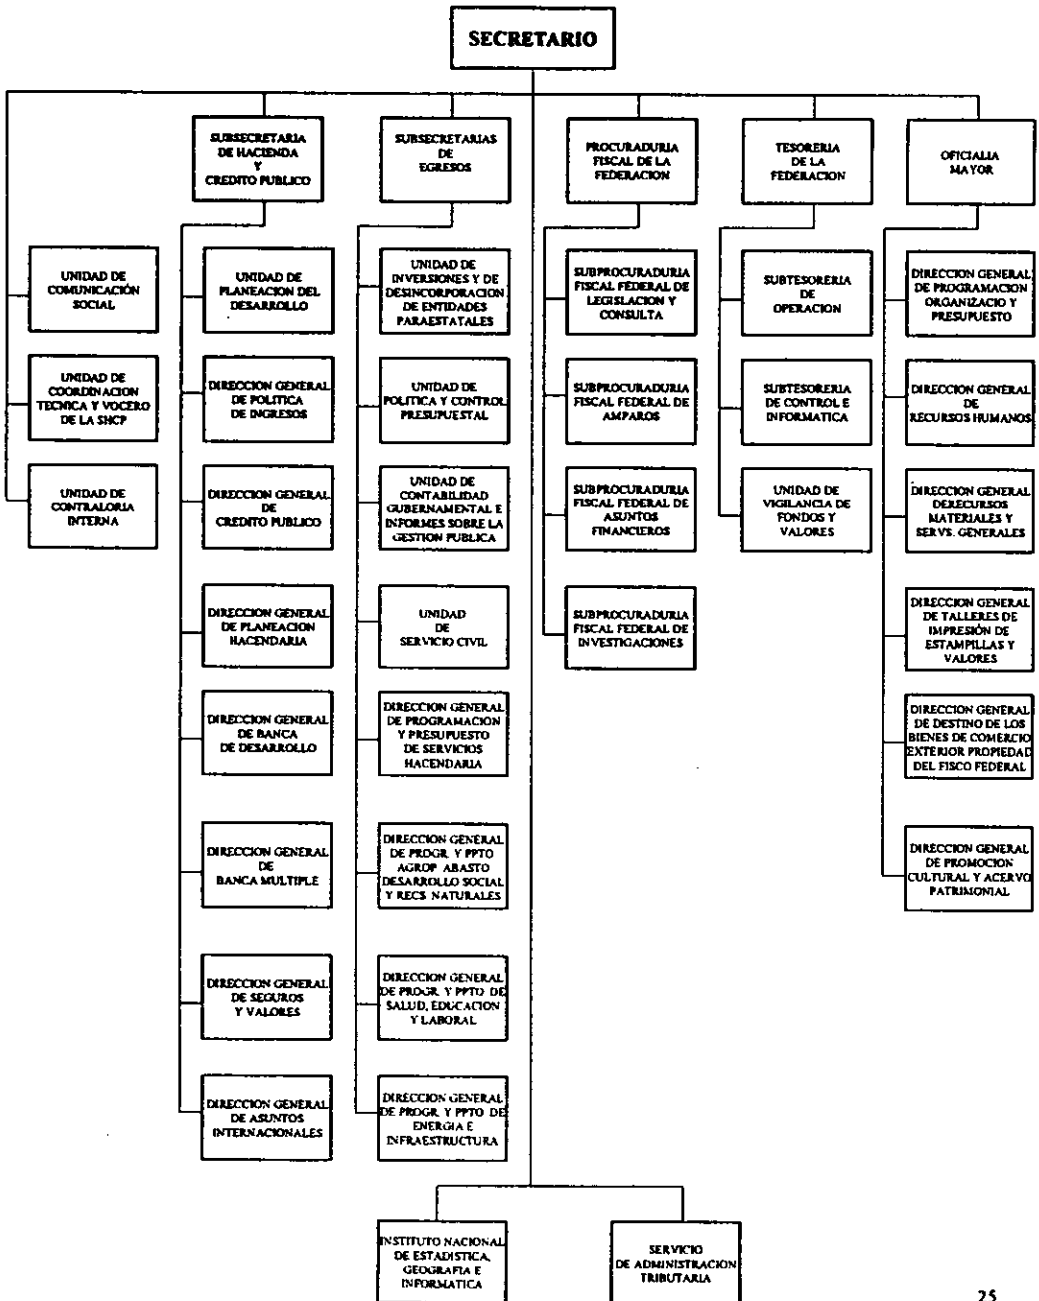 SECRETARIO
SUBSECRETARIA
DE HACIENDA
Y
CREDITO PUBLICO
SUBSECRETARIAS
DE
EGRESOS
PROCURADURIA
FISCAL DE LA
FEDERACION
TESORERIA
DE LA
FEDERACION
OFICIALIA
MAYOR
UNIDAD DE
COMUNICACIÓN
SOCIAL
UNIDAD DE
COORDINACION
TECNICA Y VOCERO
DE LA SHCP
UNIDAD DE
CONTRALORIA
INTERNA
UNIDAD DE
PLANEACION DEL
DESARROLLO
DIRECCION GENERAL
DE POLITICA
DE INGRESOS
DIRECCION GENERAL
DE
CREDITO PUBLICO
DIRECCION GENERAL
DE PLANEACION
HACENDARIA
DIRECCION GENERAL
DE BANCA
DE DESARROLLO
DIRECCION GENERAL
DE
BANCA MULTIPLE
DIRECCION GENERAL
DE SEGUROS
Y VALORES
DIRECCION GENERAL
DE ASUNTOS
INTERNACIONALES
UNIDAD DE
INVERSIONES Y DE
DESINCORPORACION
DE ENTIDADES
PARAESTATALES
UNIDAD DE
POLITICA Y CONTROL
PRESUPUESTAL
UNIDAD DE
CONTABILIDAD
GUBERNAMENTAL E
INFORMES SOBRE LA
GESTION PUBLICA
UNIDAD
DE
SERVICIO CIVIL
DIRECCION GENERAL
DE PROGRAMACION
Y PRESUPUESTO
DE SERVICIOS
HACENDARIA
DIRECCION GENERAL
DE PROGR. Y PPTO
AGROP ABASTO
DESARROLLO SOCIAL
Y RECS NATURALES
DIRECCION GENERAL
DE PROGR. Y PPTO DE
SALUD, EDUCACION
Y LABORAL
DIRECCION GENERAL
DE PROGR. Y PPTO DE
ENERGIA E
INFRAESTRUCTURA
SUBPROCURADURIA
FISCAL FEDERAL DE
LEGISLACION Y
CONSULTA
SUBPROCURADURIA
FISCAL FEDERAL DE
AMPAROS
SUBPROCURADURIA
FISCAL FEDERAL DE
ASUNTOS
FINANCIEROS
SUBPROCURADURIA
FISCAL FEDERAL DE
INVESTIGACIONES
SUBTESORERIA
DE
OPERACION
SUBTESORERIA
DE CONTROL E
INFORMATICA
UNIDAD DE
VIGILANCIA DE
FONDOS Y
VALORES
DIRECCION GENERAL
DE PROGRAMACION
ORGANIZACIO Y
PRESUPUESTO
DIRECCION GENERAL
DE
RECURSOS HUMANOS
DIRECCION GENERAL
DERECURSOS
MATERIALES Y
SERVS. GENERALES
DIRECCION GENERAL
DE TALLERES DE
IMPRESIÓN DE
ESTAMPILLAS Y
VALORES
DIRECCION GENERAL
DE DESTINO DE LOS
BIENES DE COMERCIO
EXTERIOR PROPIEDAD
DEL FISCO FEDERAL
DIRECCION GENERAL
DE PROMOCION
CULTURAL Y ACERVO
PATRIMONIAL
INSTITUTO NACIONAL
DE ESTADISTICA,
GEOGRAFIA E
INFORMATICA
SERVICIO
DE ADMINISTRACION
TRIBUTARIA
25